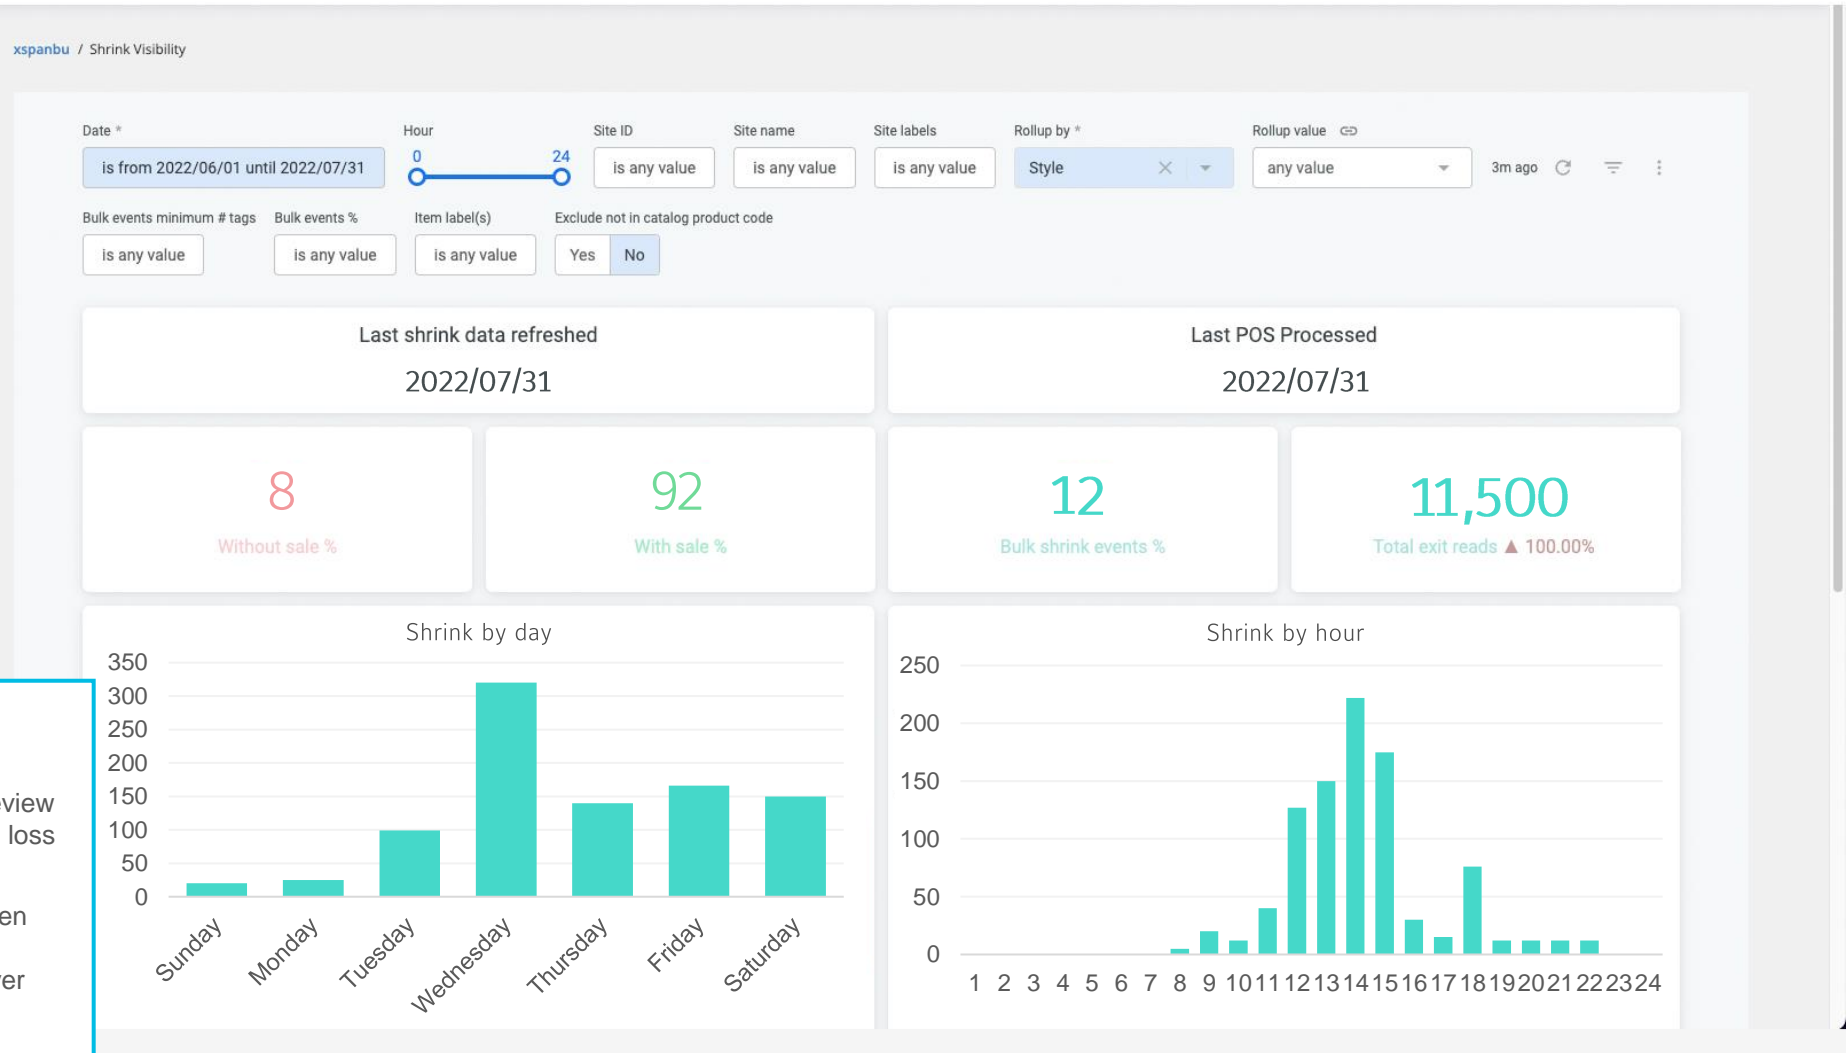 xspanbu / Shrink Visibility
Date * Hour Site ID Site name Site labels Rollup by * Rollup value
is from 2022/06/01 until 2022/07/31 0 24 is any value is any value is any value Style any value 3m ago
Bulk events minimum # tags Bulk events % Item label(s) Exclude not in catalog product code
is any value is any value is any value Yes No
Last shrink data refreshed
2022/07/31
Last POS Processed
2022/07/31
8
Without sale %
92
With sale %
12
Bulk shrink events %
11,500
Total exit reads ▲ 100.00%
Shrink by day
350
300
250
200
150
100
50
0
Sunday Monday Tuesday Wednesday Thursday Friday Saturday
Shrink by hour
250
200
150
100
50
0
1 2 3 4 5 6 7 8 9 10 11 12 13 14 15 16 17 18 19 20 21 22 23 24
loss